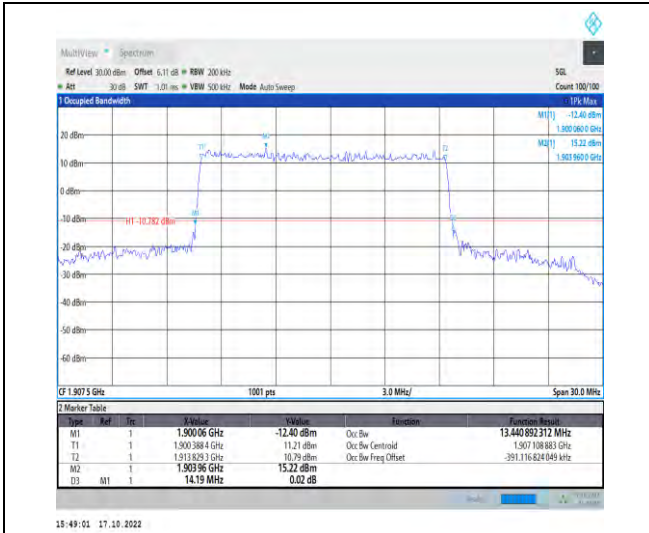 MultiView Spectrum
Ref Level 30.00 dBm Offset 6.11 dB RBW 200 kHz SGL
Att 30 dB SWT 1.01 ms VBW 500 kHz Mode Auto Sweep Count 100/100
1 Occupied Bandwidth 1Pk Max
M1[1] -12.40 dBm
1.900 060 0 GHz
M2[1] 15.22 dBm
1.903 960 0 GHz
20 dBm
M2
T1
T2
10 dBm
0 dBm
-10 dBm
M1
H1 -10.782 dBm
-20 dBm
-30 dBm
-40 dBm
-50 dBm
-60 dBm
CF 1.907 5 GHz 1001 pts 3.0 MHz/ Span 30.0 MHz
2 Marker Table
Type Ref Trc X-Value Y-Value Function Function Result
M1 1 1.900 06 GHz -12.40 dBm Occ Bw 13.440 892 312 MHz
T1 1 1.900 388 4 GHz 11.21 dBm Occ Bw Centroid 1.907 108 883 GHz
T2 1 1.913 829 3 GHz 10.79 dBm Occ Bw Freq Offset -391.116 824 049 kHz
M2 1 1.903 96 GHz 15.22 dBm
D3 M1 1 14.19 MHz 0.02 dB
15:49:01 17.10.2022